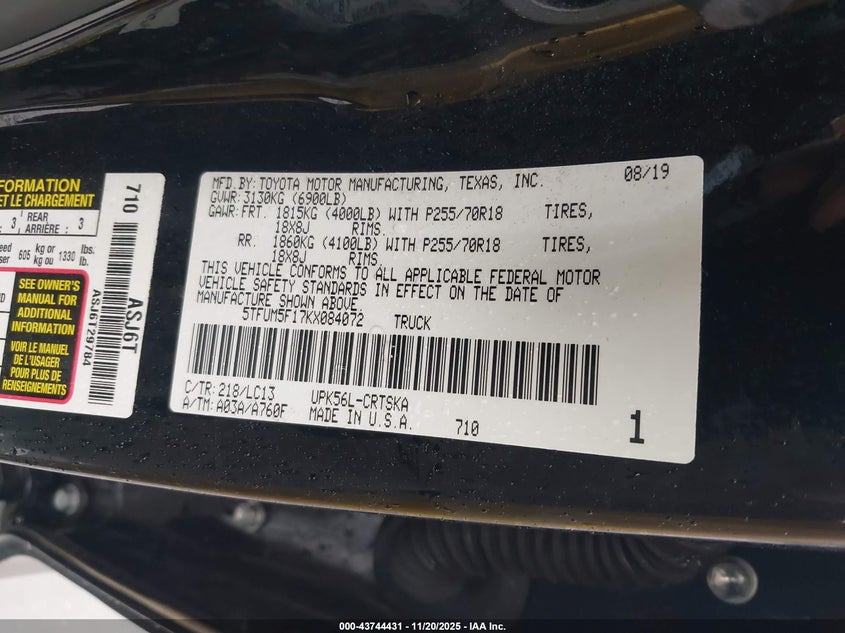 FORMATION
ET LE CHARGEMENT
: 3 REAR ARRIÈRE : 3
605 kg or kg ou 1330 lbs. lb.
SEE OWNER'S
MANUAL FOR
ADDITIONAL
INFORMATION
VOIR LE MANUEL
DE L'USAGER
POUR PLUS DE
RENSEIGNEMENTS
710
ASJ6T
ASJ6T29784
MFD.BY:TOYOTA MOTOR MANUFACTURING, TEXAS, INC. 08/19
GVWR:3130KG (6900LB)
GAWR:FRT. 1815KG (4000LB) WITH P255/70R18 TIRES,
18X8J RIMS.
RR. 1860KG (4100LB) WITH P255/70R18 TIRES,
18X8J RIMS.
THIS VEHICLE CONFORMS TO ALL APPLICABLE FEDERAL MOTOR
VEHICLE SAFETY STANDARDS IN EFFECT ON THE DATE OF
MANUFACTURE SHOWN ABOVE.
5TFUM5F17KX084072 TRUCK
C/TR:218/LC13 UPK56L-CRTSKA
A/TM:A03A/A760F MADE IN U.S.A. 710
1
000-43744431 - 11/20/2025 - IAA Inc.